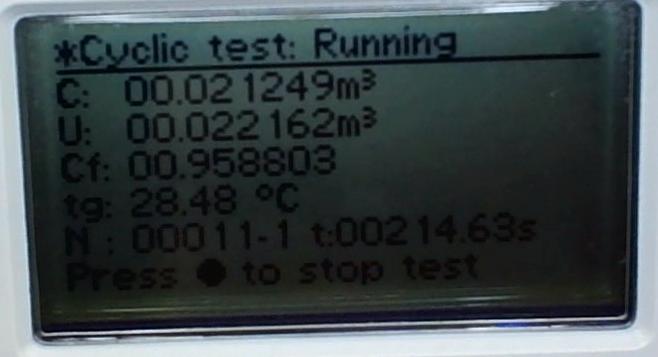 *Cyclic test: Running
C: 00.021249m³
U: 00.022162m³
Cf: 00.958803
tg: 28.48 °C
N : 00011-1 t:00214.63s
Press ● to stop test